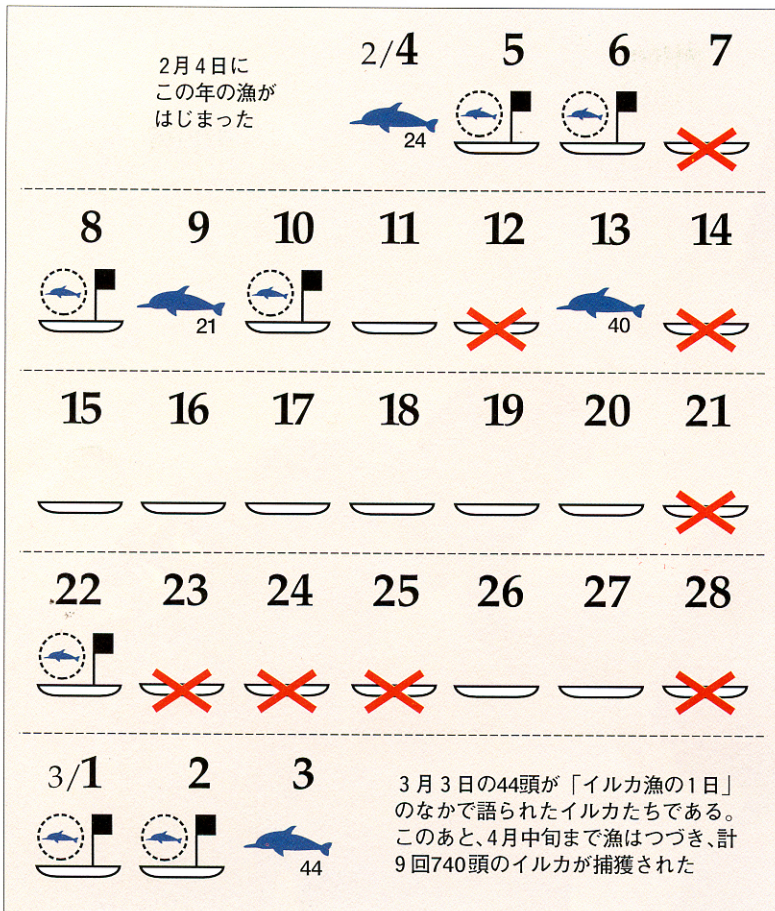 2月4日に
この年の漁が
はじまった
2/4 5 6 7
24
8 9 10 11 12 13 14
21 40
15 16 17 18 19 20 21
22 23 24 25 26 27 28
3/1 2 3
44
3月3日の44頭が「イルカ漁の1日」
のなかで語られたイルカたちである。
このあと、4月中旬まで漁はつづき、計
9回740頭のイルカが捕獲された